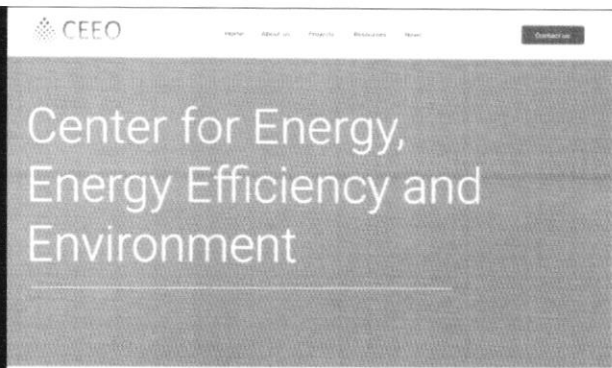 CEEO
Home About us Projects Resources News
Contact us
Center for Energy,
Energy Efficiency and
Environment